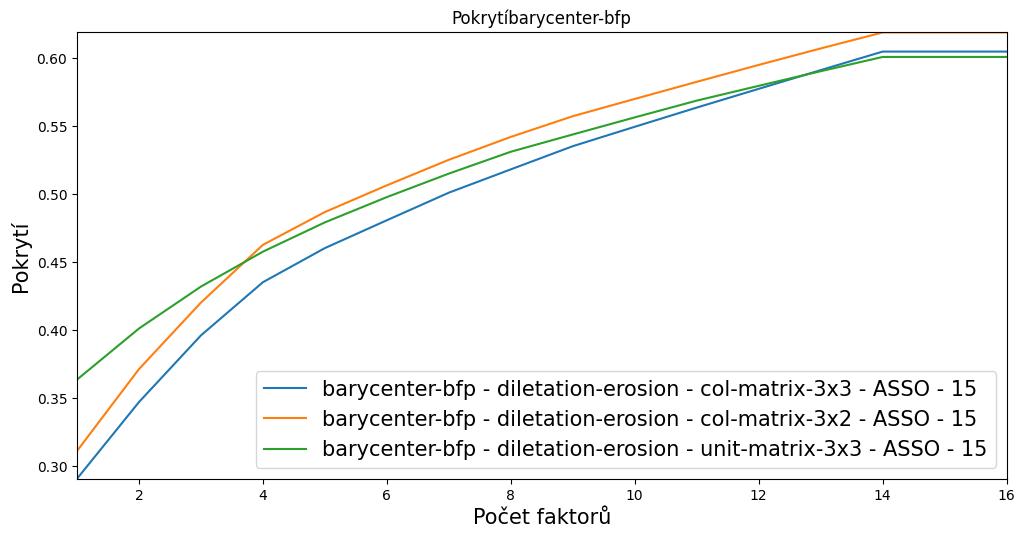 Pokrytíbarycenter-bfp
Pokrytí
0.60
0.55
0.50
0.45
0.40
0.35
0.30
barycenter-bfp - diletation-erosion - col-matrix-3x3 - ASSO - 15
barycenter-bfp - diletation-erosion - col-matrix-3x2 - ASSO - 15
barycenter-bfp - diletation-erosion - unit-matrix-3x3 - ASSO - 15
2 4 6 8 10 12 14 16
Počet faktorů